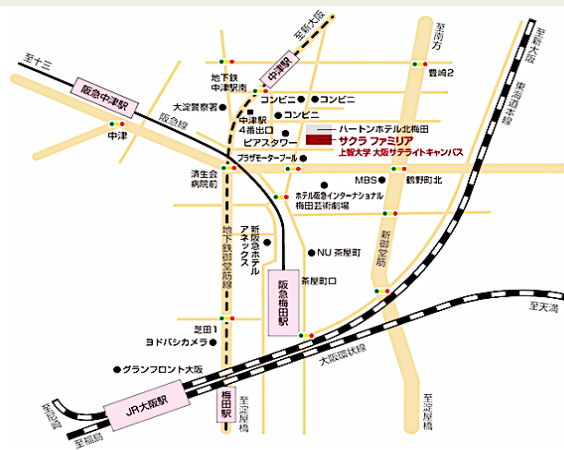 至新大阪
至南方
至新大阪
東海道本線
至十三
地下鉄
中津駅南
中津駅
豊崎2
阪急中津駅
阪急線
大淀警察署
コンビニ
コンビニ
コンビニ
中津駅
4番出口
ピアスタワー
ハートンホテル北梅田
サクラ ファミリア
上智大学 大阪サテライトキャンパス
中津
プラザモータープール
済生会
病院前
MBS
鶴野町北
ホテル阪急インターナショナル
梅田芸術劇場
新阪急ホテル
アネックス
地下鉄御堂筋線
新御堂筋
NU 茶屋町
阪急梅田駅
茶屋町口
芝田1
ヨドバシカメラ
グランフロント大阪
大阪環状線
至天満
JR大阪駅
梅田駅
至尼崎
至福島
至淀屋橋
至淀屋橋